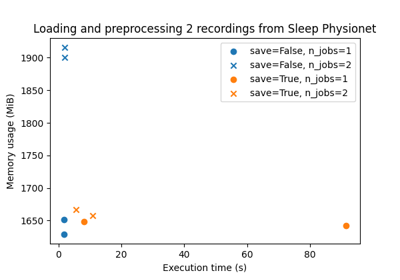 Loading and preprocessing 2 recordings from Sleep Physionet
save=False, n_jobs=1
save=False, n_jobs=2
save=True, n_jobs=1
save=True, n_jobs=2
Memory usage (MiB)
1900
1850
1800
1750
1700
1650
0 20 40 60 80
Execution time (s)